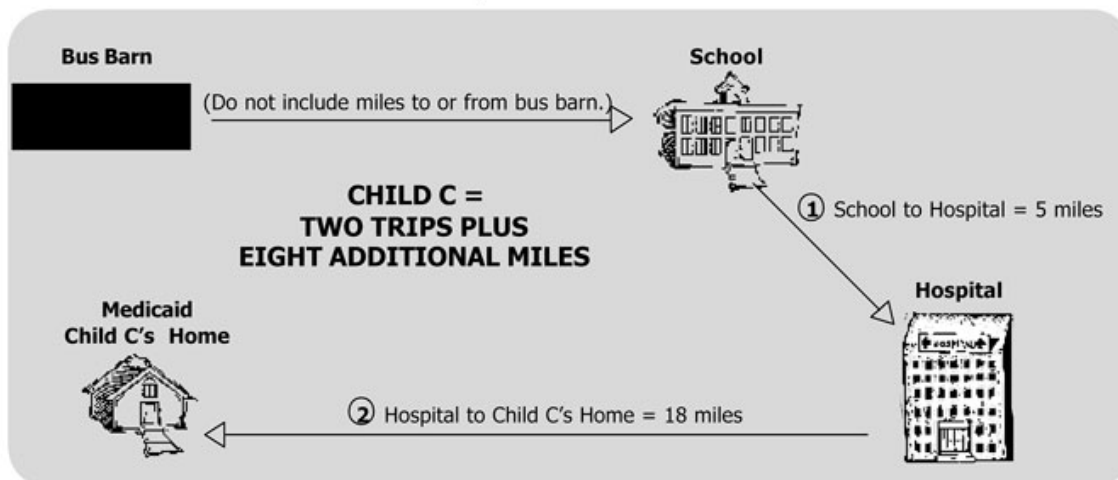 Bus Barn
School
(Do not include miles to or from bus barn.)
CHILD C =
TWO TRIPS PLUS
EIGHT ADDITIONAL MILES
1 School to Hospital = 5 miles
Hospital
HOSPITAL
Medicaid
Child C's Home
2 Hospital to Child C's Home = 18 miles